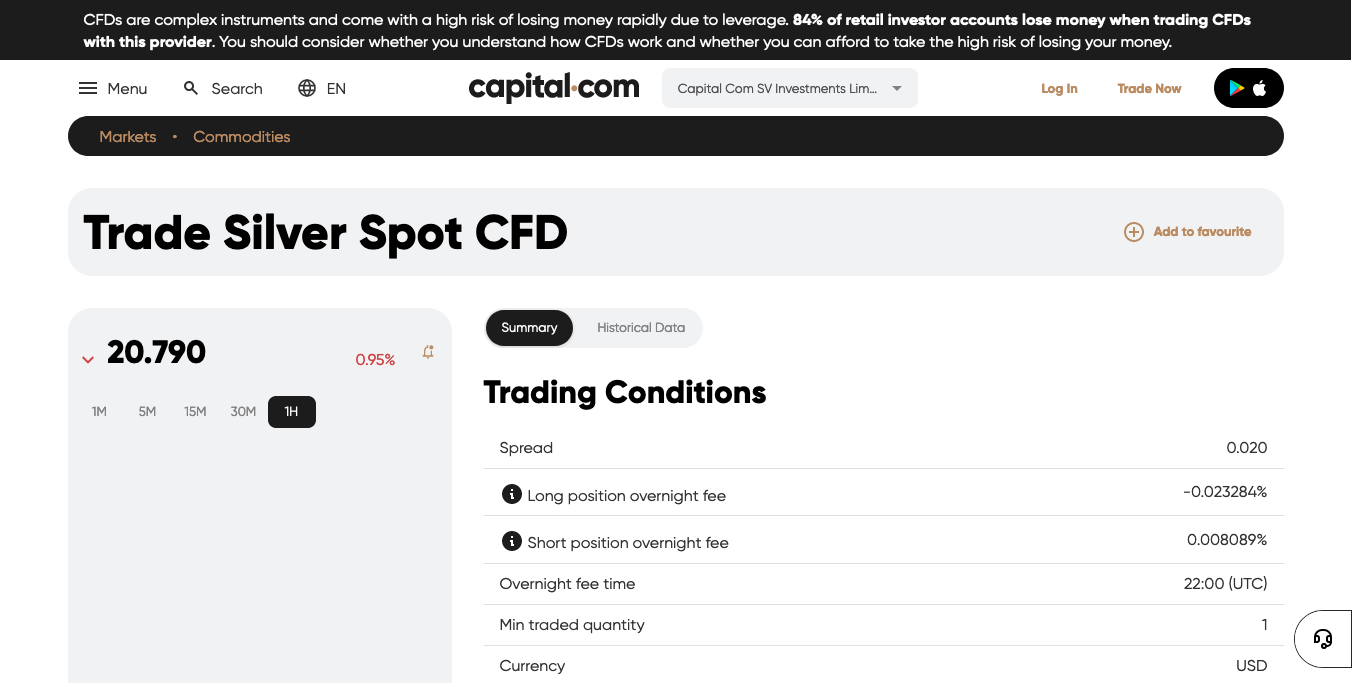 CFDs are complex instruments and come with a high risk of losing money rapidly due to leverage. 84% of retail investor accounts lose money when trading CFDs
with this provider. You should consider whether you understand how CFDs work and whether you can afford to take the high risk of losing your money.
Menu Search EN capital.com Capital Com SV Investments Lim... Log In Trade Now
Markets • Commodities
Trade Silver Spot CFD Add to favourite
20.790 0.95%
1M 5M 15M 30M 1H
Summary Historical Data
Trading Conditions
Spread 0.020
Long position overnight fee -0.023284%
Short position overnight fee 0.008089%
Overnight fee time 22:00 (UTC)
Min traded quantity 1
Currency USD